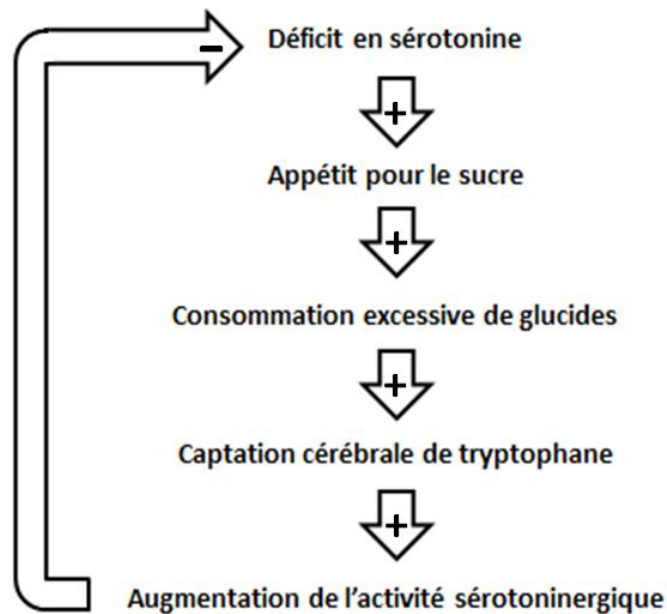 -
Déficit en sérotonine
+
Appétit pour le sucre
+
Consommation excessive de glucides
+
Captation cérébrale de tryptophane
+
Augmentation de l'activité sérotoninergique